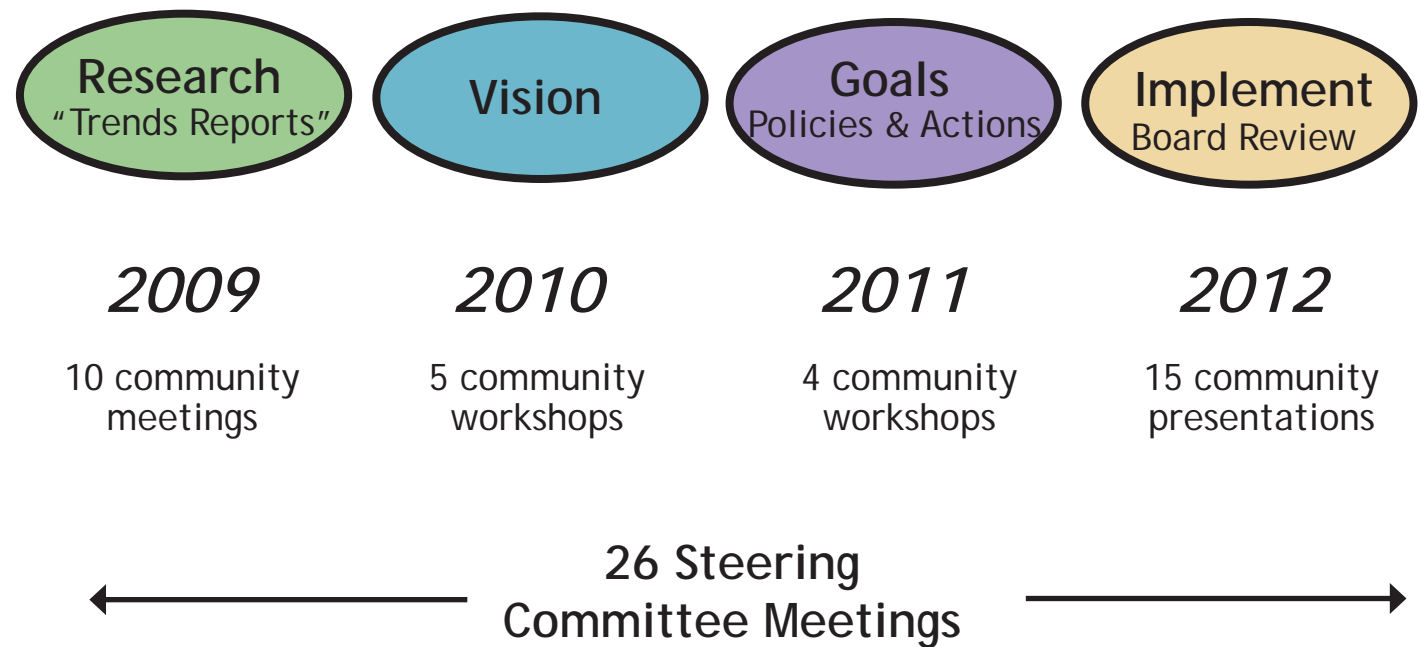 Research
"Trends Reports"
Vision
Goals
Policies & Actions
Implement
Board Review
2009
2010
2011
2012
10 community
meetings
5 community
workshops
4 community
workshops
15 community
presentations
26 Steering
Committee Meetings